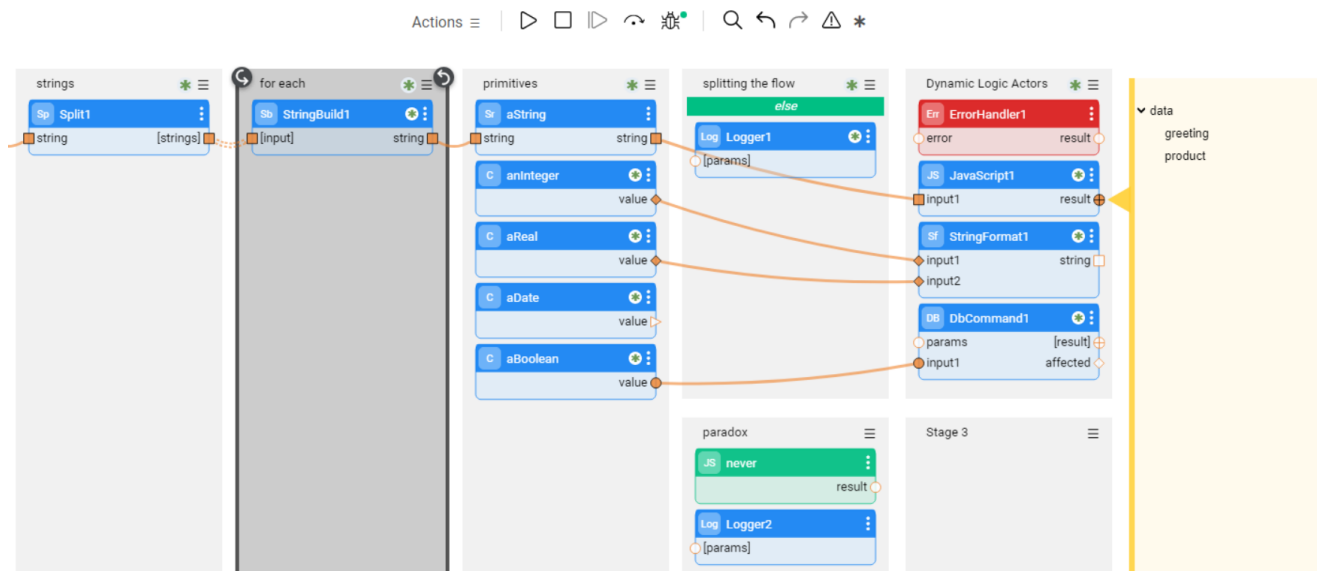 Actions
strings
Sp Split1
string [strings]
for each
Sb StringBuild1
[input] string
primitives
Sr aString
string string
C anInteger
value
C aReal
value
C aDate
value
C aBoolean
value
splitting the flow
else
Log Logger1
[params]
Dynamic Logic Actors
Err ErrorHandler1
error result
JS JavaScript1
input1 result
Sf StringFormat1
input1 string
input2
DB DbCommand1
params [result]
input1 affected
data
greeting
product
paradox
JS never
result
Log Logger2
[params]
Stage 3